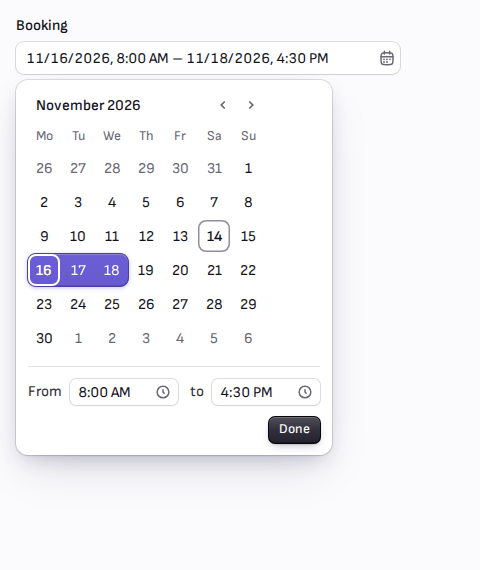 Booking
11/16/2026, 8:00 AM – 11/18/2026, 4:30 PM
November 2026
Mo Tu We Th Fr Sa Su
26 27 28 29 30 31 1
2 3 4 5 6 7 8
9 10 11 12 13 14 15
16 17 18 19 20 21 22
23 24 25 26 27 28 29
30 1 2 3 4 5 6
From 8:00 AM to 4:30 PM
Done